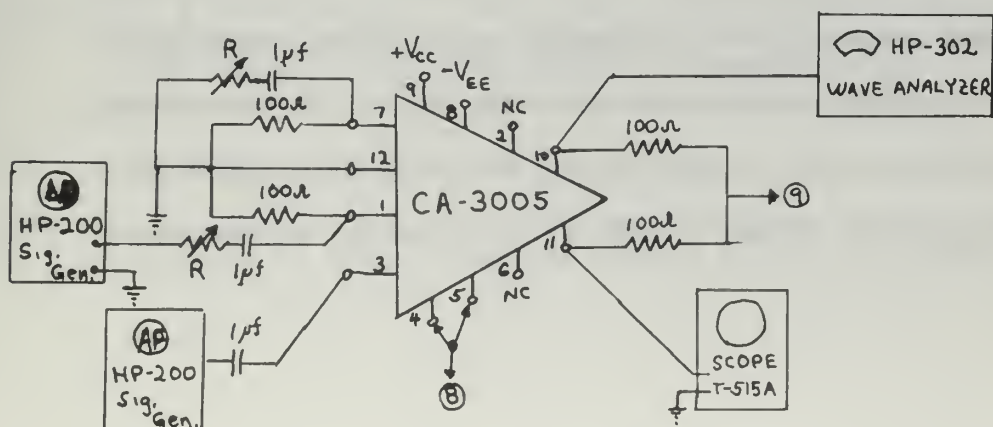 R
1μf
100Ω
7
12
100Ω
1
R
1μf
3
1μf
+Vcc
9
-VEE
8
NC
2
10
CA-3005
11
6
NC
5
4
8
100Ω
100Ω
9
HP-302
WAVE ANALYZER
HP-200
Sig.
Gen.
HP-200
Sig.
Gen.
SCOPE
T-515A